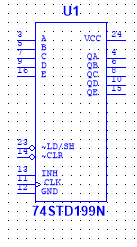 U1
3 A VCC 24
5 B QA 4
7 C QB 6
9 D QC 8
16 E QD 10
QE 15
23 ~LD/SH
14 ~CLR
13 INH
11 CLK
12 GND
74STD199N